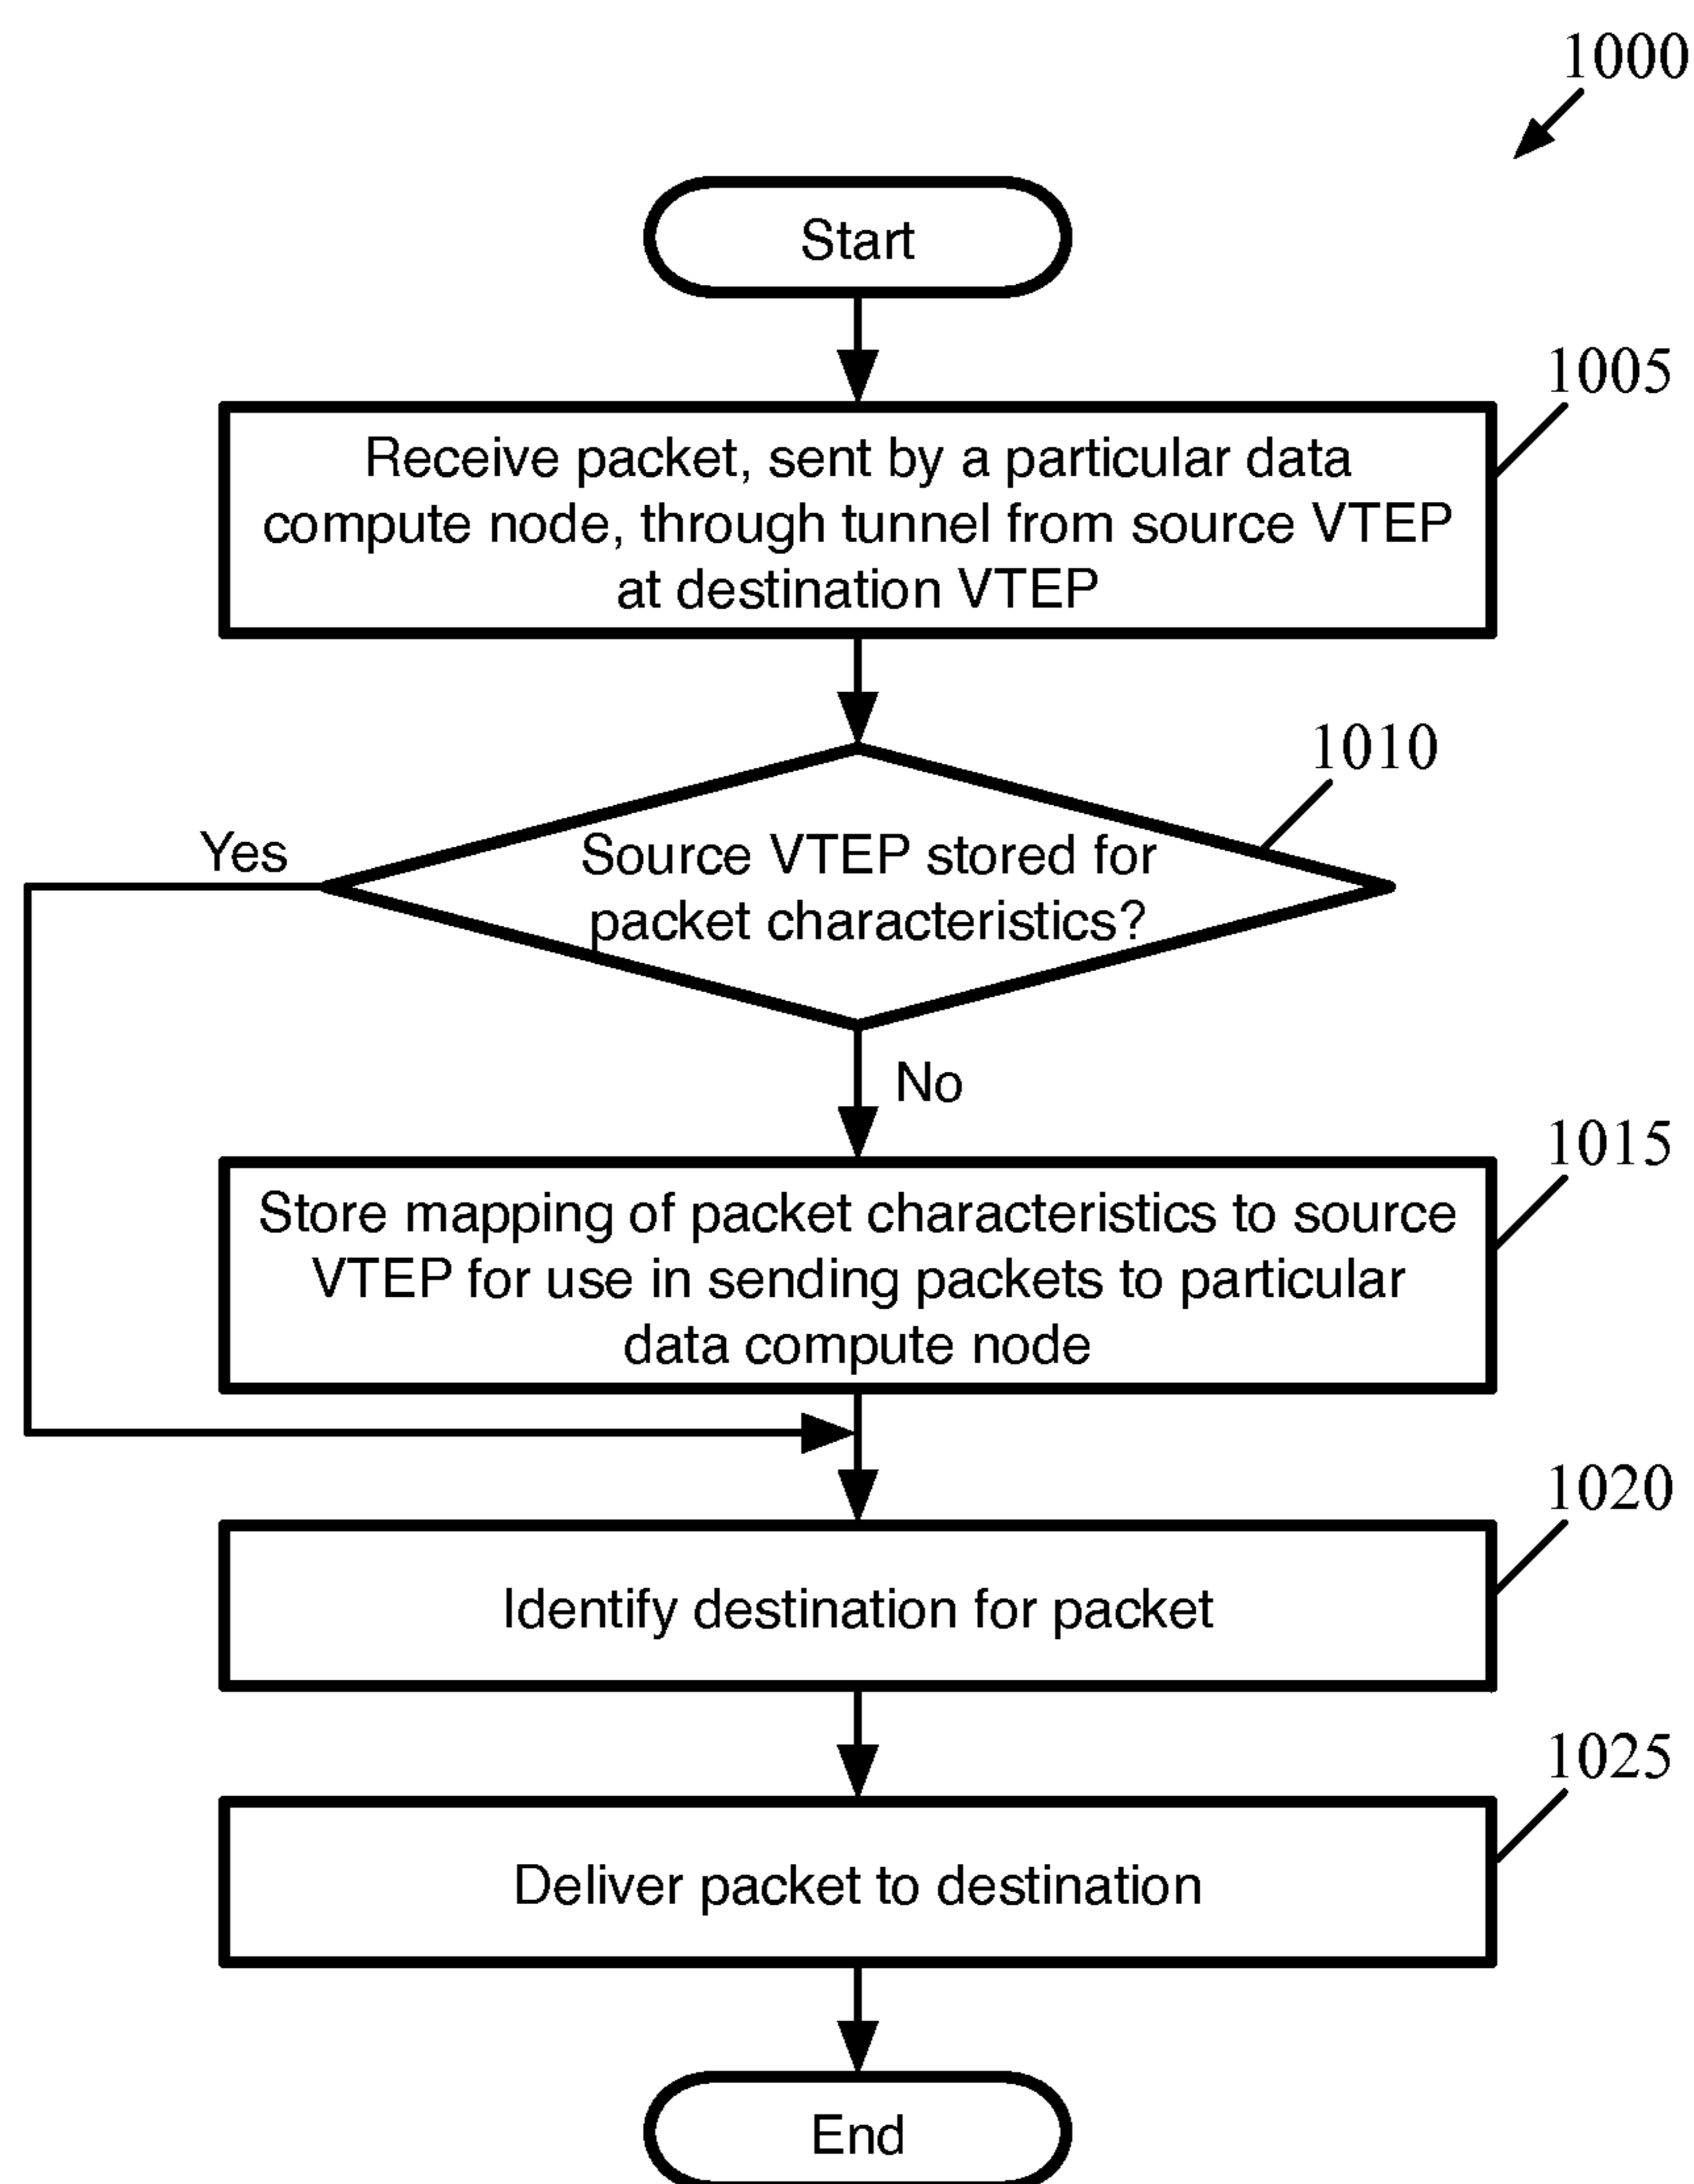 1000
Start
1005
Receive packet, sent by a particular data
compute node, through tunnel from source VTEP
at destination VTEP
1010
Yes
Source VTEP stored for
packet characteristics?
No
1015
Store mapping of packet characteristics to source
VTEP for use in sending packets to particular
data compute node
1020
Identify destination for packet
1025
Deliver packet to destination
End